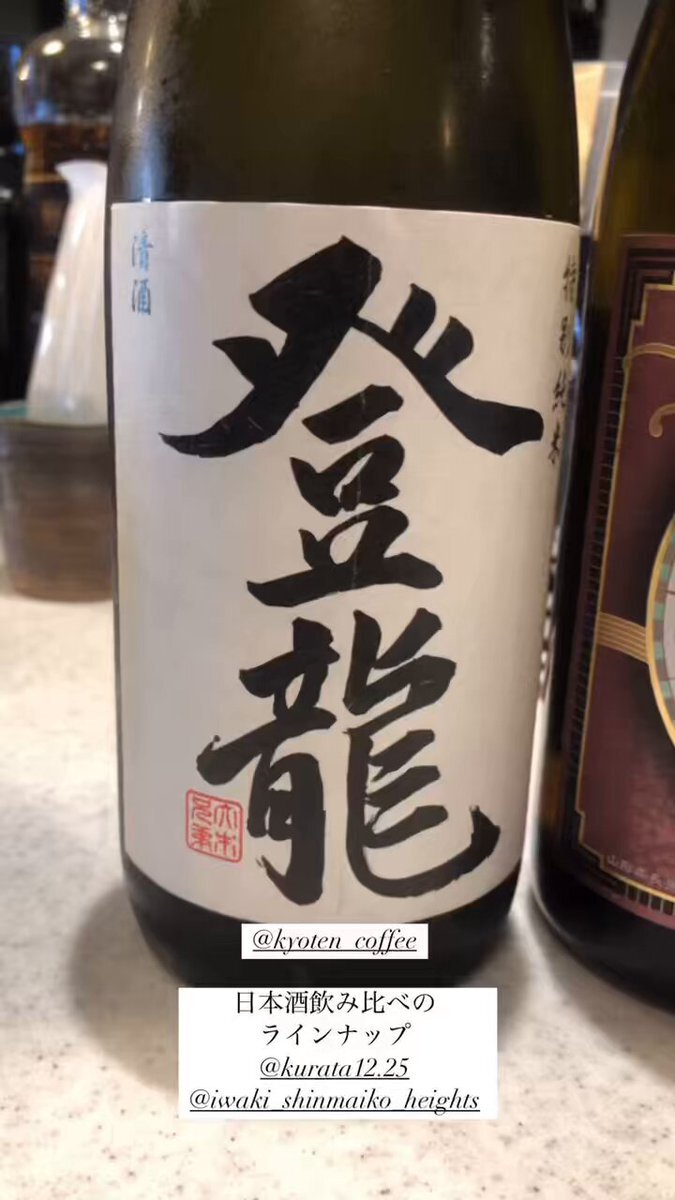 清酒
登龍
特別純米
@kyoten_coffee
日本酒飲み比べの
ラインナップ
@kurata12.25
@iwaki_shinmaiko_heights